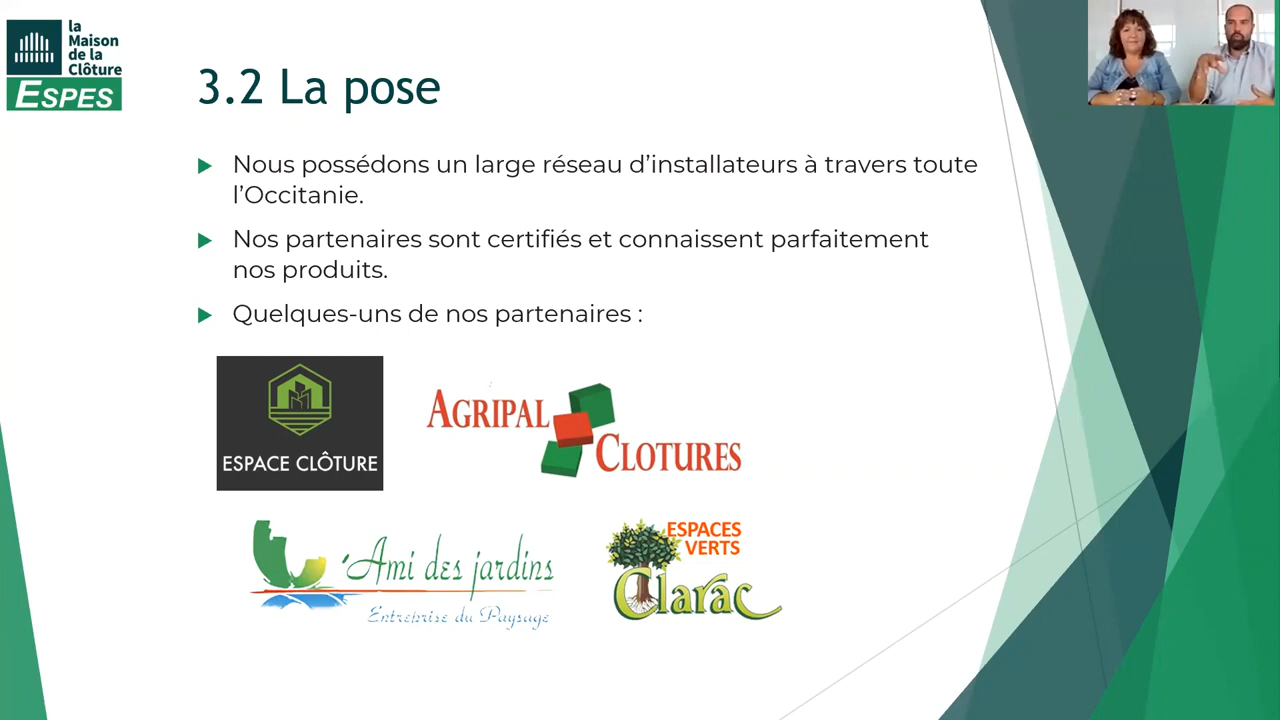 la
Maison
de la
Clôture
ESPES
3.2 La pose
Nous possédons un large réseau d’installateurs à travers toute
l’Occitanie.
Nos partenaires sont certifiés et connaissent parfaitement
nos produits.
Quelques-uns de nos partenaires :
ESPACE CLÔTURE
AGRIPAL
CLOTURES
L'Ami des jardins
Entreprise du Paysage
ESPACES
VERTS
Clarac